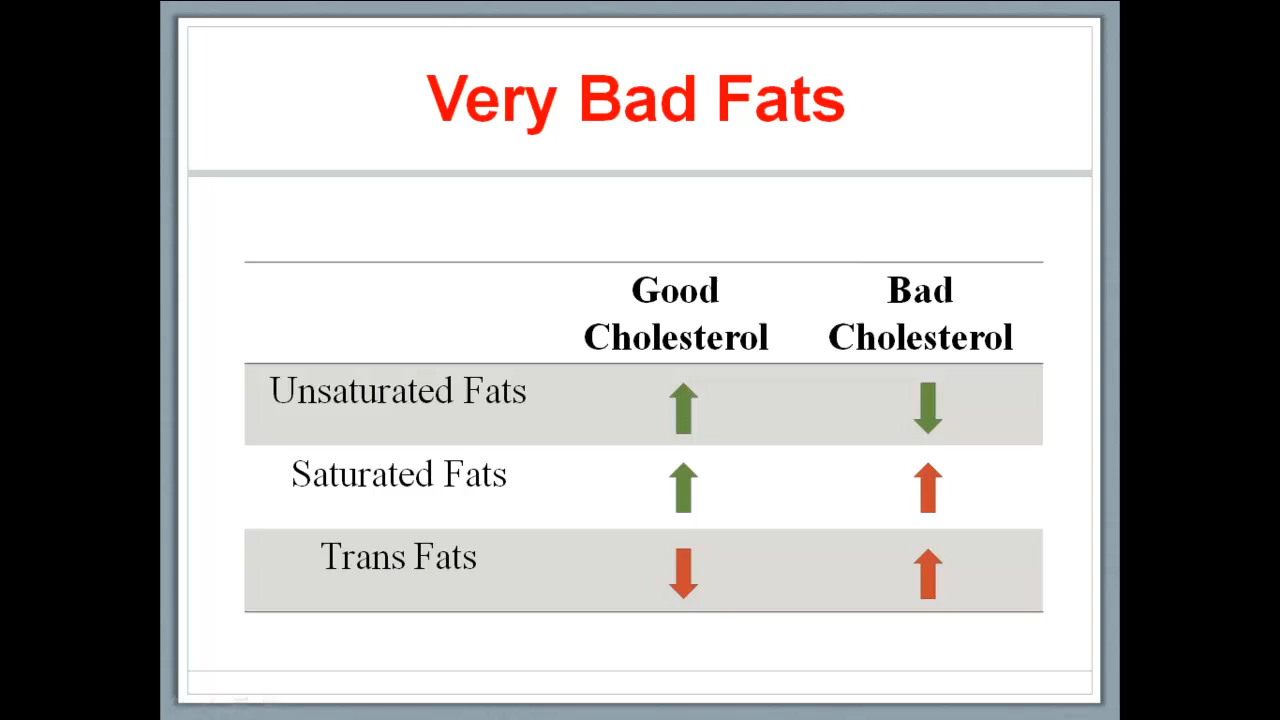 Very Bad Fats
Good Bad
Cholesterol Cholesterol
Unsaturated Fats
Saturated Fats
Trans Fats